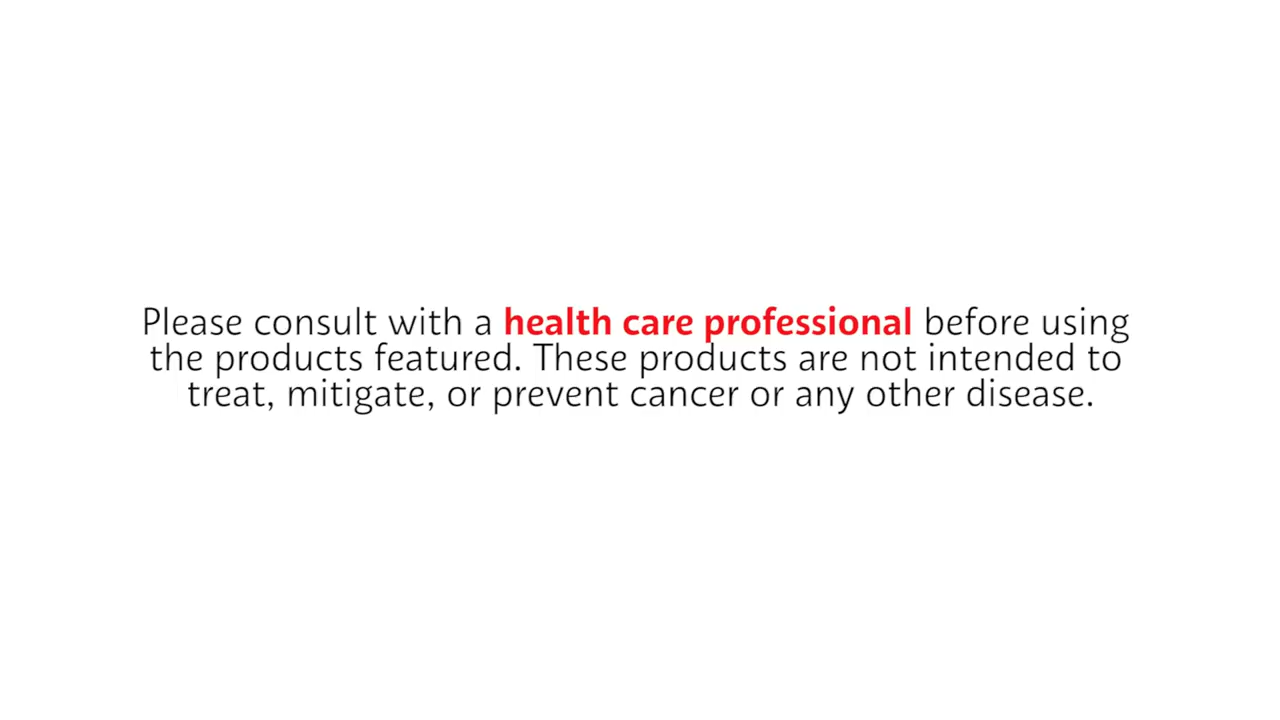 Please consult with a health care professional before using
the products featured. These products are not intended to
treat, mitigate, or prevent cancer or any other disease.